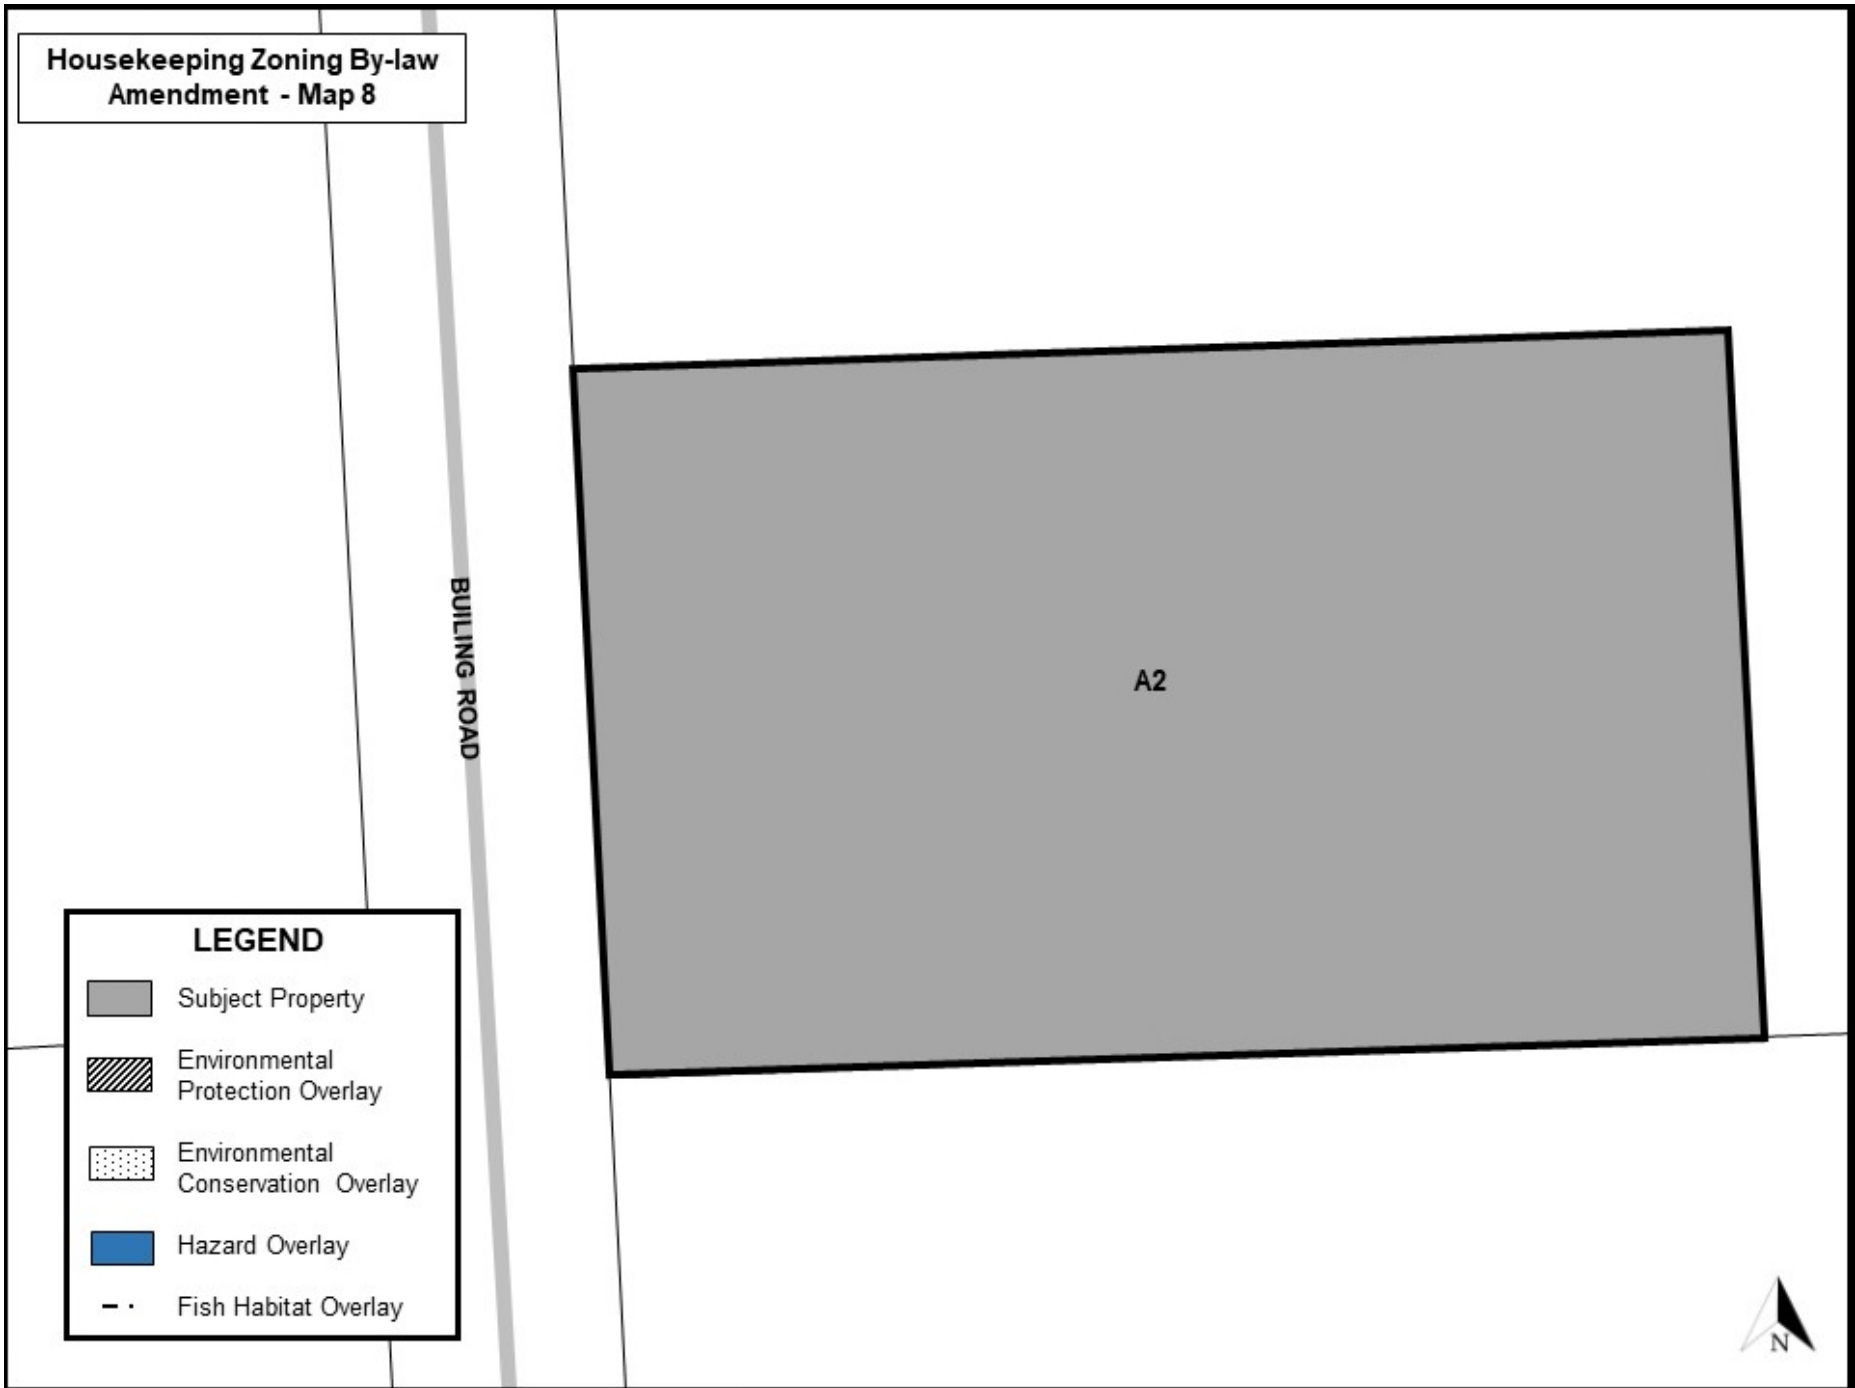 Housekeeping Zoning By-law
Amendment - Map 8
BUILING ROAD
A2
LEGEND
Subject Property
Environmental
Protection Overlay
Environmental
Conservation Overlay
Hazard Overlay
Fish Habitat Overlay
N